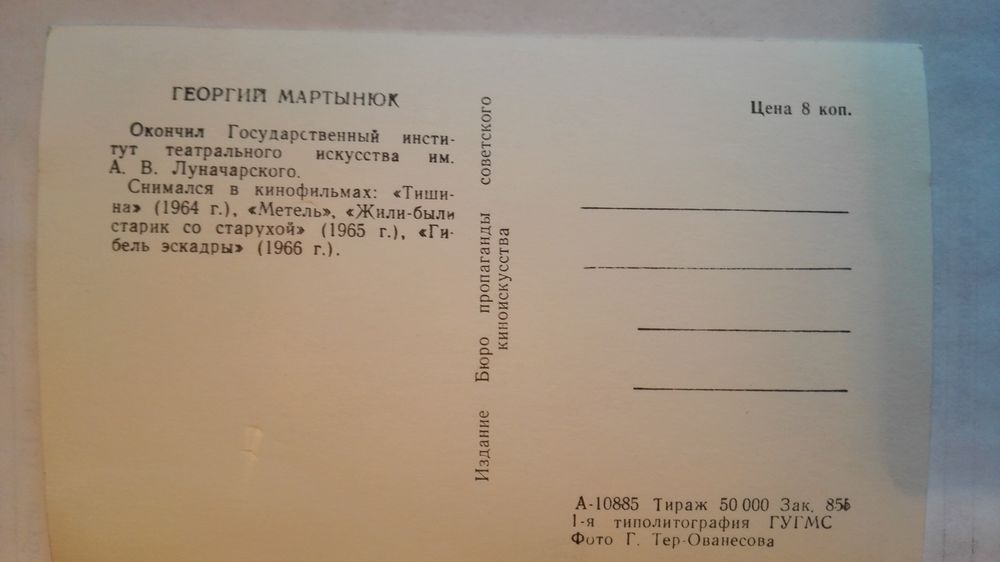 ГЕОРГИЙ МАРТЫНЮК
Окончил Государственный инсти-
тут театрального искусства им.
А. В. Луначарского.
Снимался в кинофильмах: «Тиши-
на» (1964 г.), «Метель», «Жили-были
старик со старухой» (1965 г.), «Ги-
бель эскадры» (1966 г.).
Издание Бюро пропаганды советского
киноискусства
Цена 8 коп.
А-10885 Тираж 50 000 Зак.
1-я типолитография ГУГМС
Фото Г. Тер-Ованесова